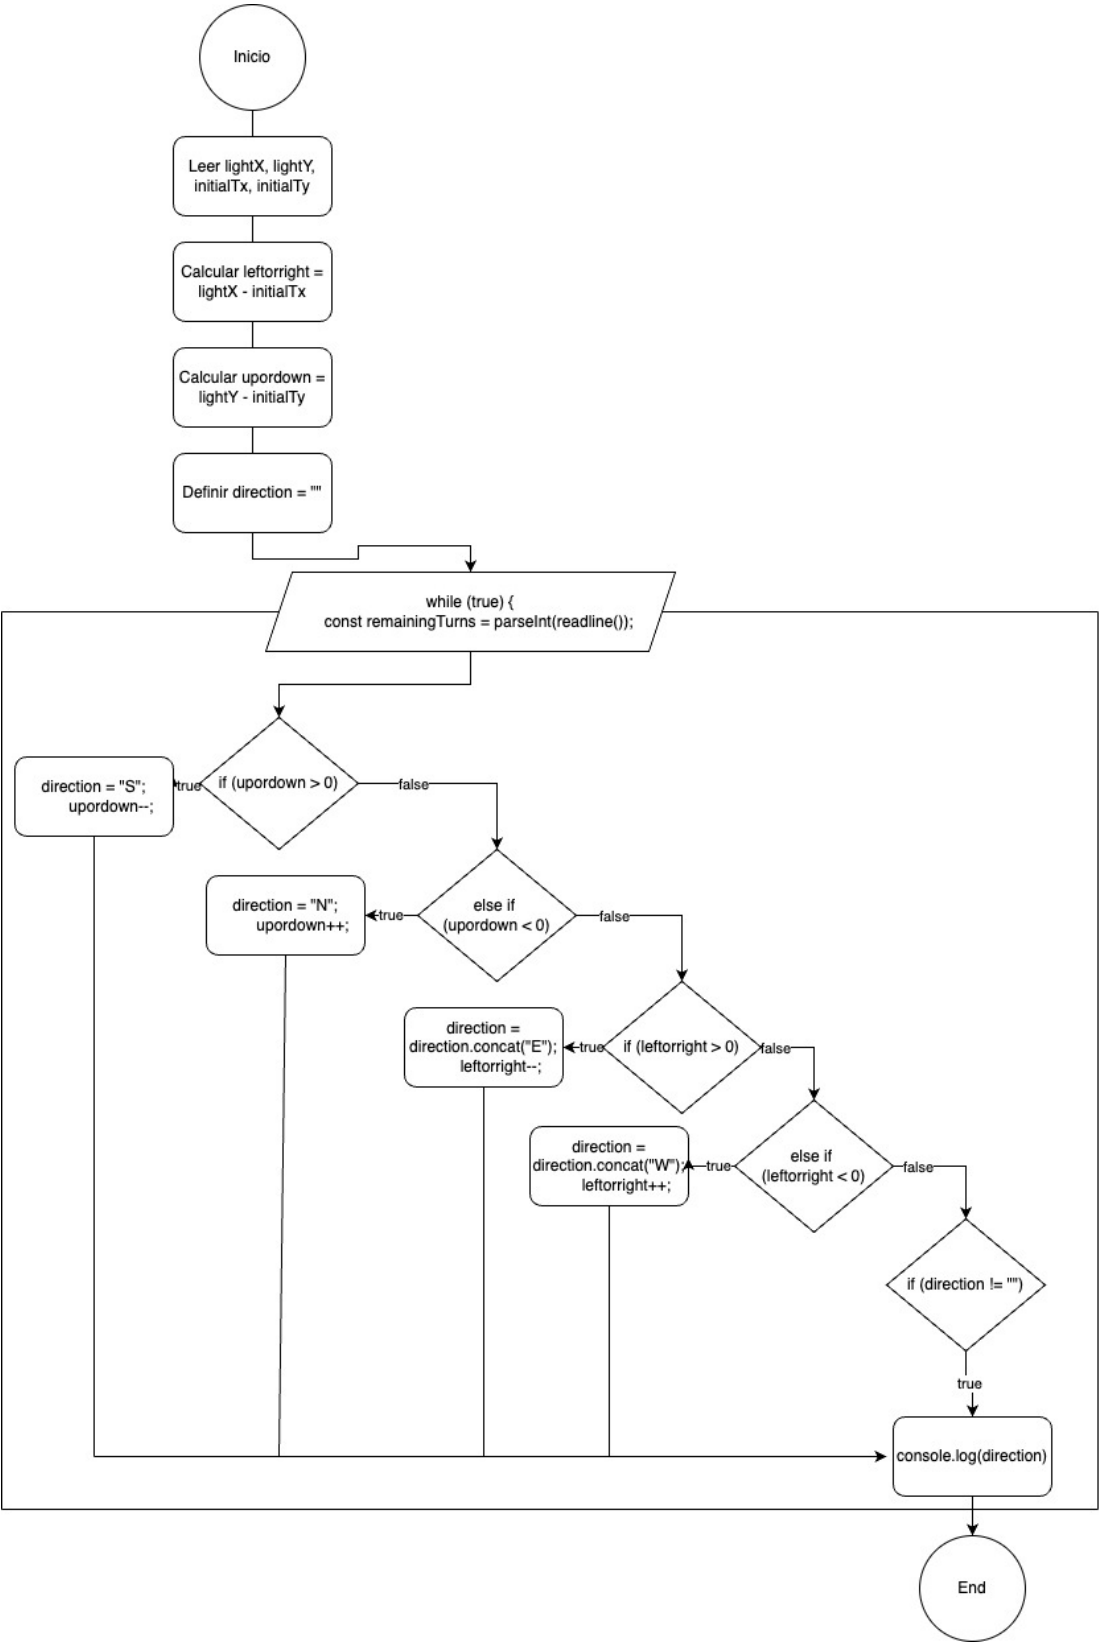 Inicio
Leer lightX, lightY,
initialTx, initialTy
Calcular leftorright =
lightX - initialTx
Calcular upordown =
lightY - initialTy
Definir direction = ""
while (true) {
const remainingTurns = parseInt(readline());
if (upordown > 0)
true
false
direction = "S";
upordown--;
else if
(upordown < 0)
true
false
direction = "N";
upordown++;
if (leftorright > 0)
true
false
direction =
direction.concat("E");
leftorright--;
else if
(leftorright < 0)
true
false
direction =
direction.concat("W");
leftorright++;
if (direction != "")
true
console.log(direction)
End